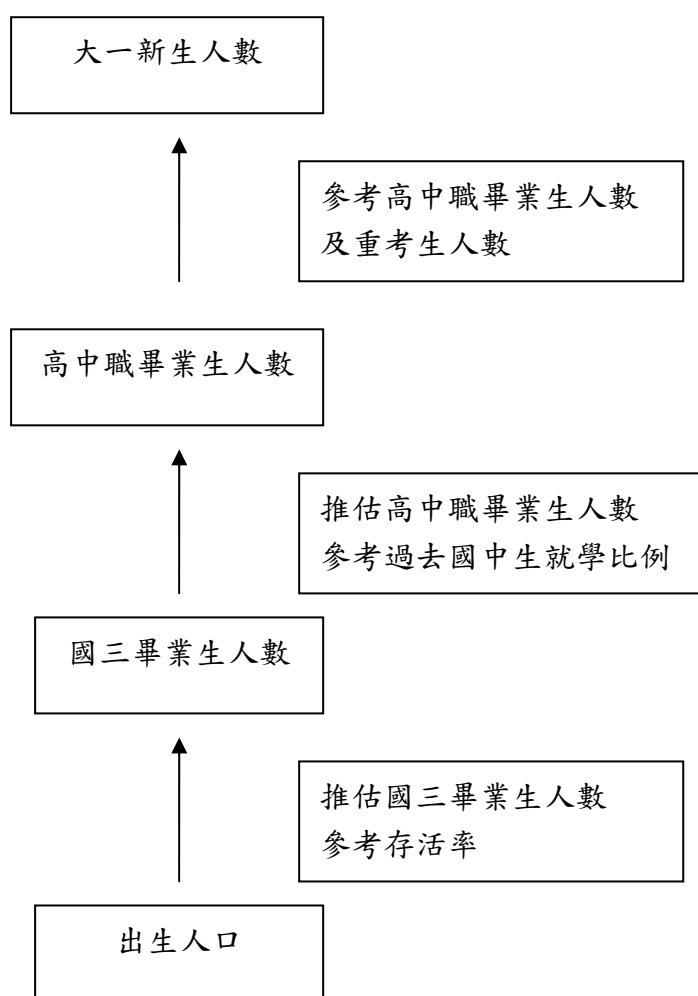 大一新生人數
參考高中職畢業生人數
及重考生人數
高中職畢業生人數
推估高中職畢業生人數
參考過去國中生就學比例
國三畢業生人數
推估國三畢業生人數
參考存活率
出生人口